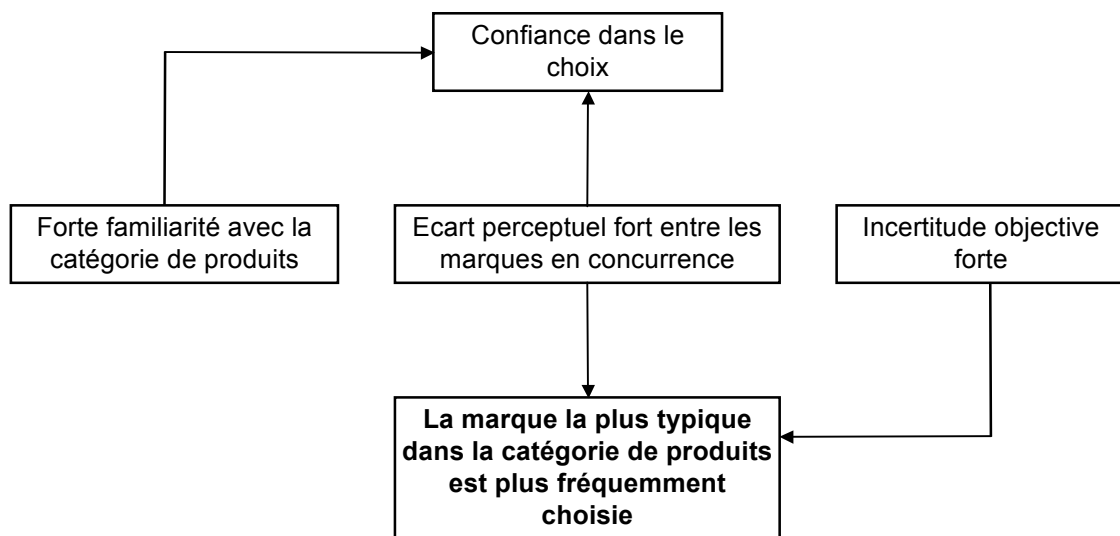 Confiance dans le
choix
Forte familiarité avec la
catégorie de produits
Ecart perceptuel fort entre les
marques en concurrence
Incertitude objective
forte
La marque la plus typique
dans la catégorie de produits
est plus fréquemment
choisie